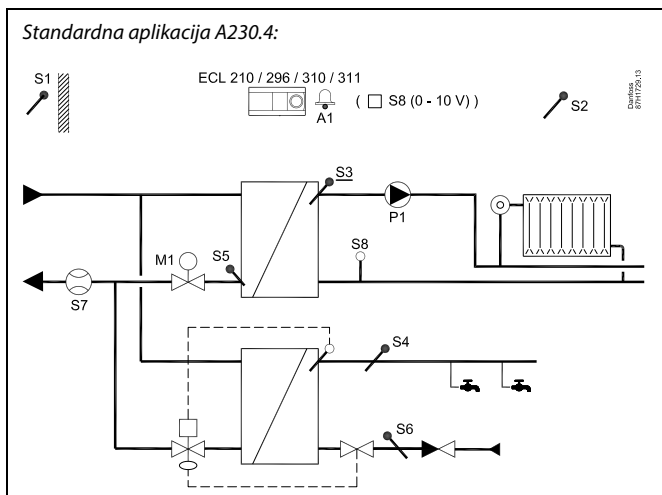 Standardna aplikacija A230.4:
S1
ECL 210 / 296 / 310 / 311
A1
( □ S8 (0 - 10 V) )
S2
Danfoss
87H1729.13
S3
P1
M1
S5
S8
S7
S4
S6